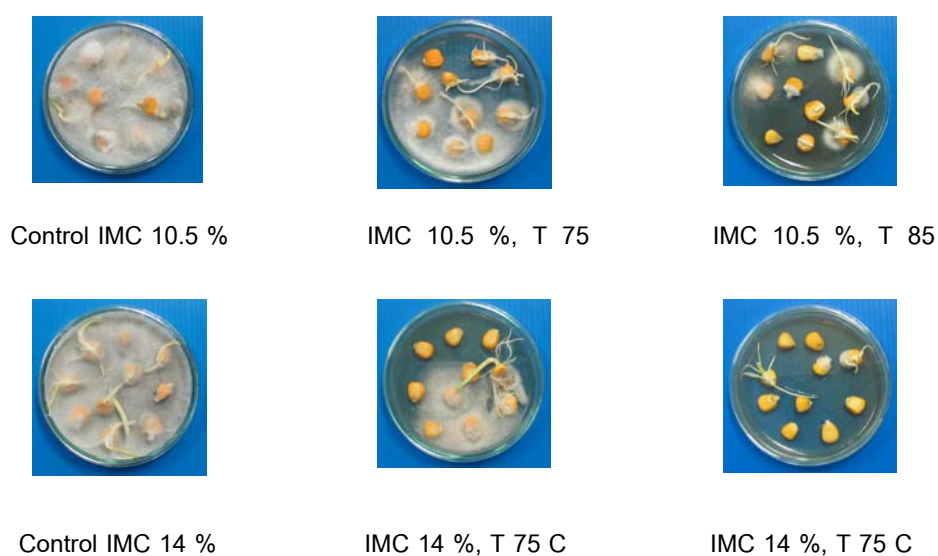 Control IMC 10.5 %
IMC 10.5 %, T 75
IMC 10.5 %, T 85
Control IMC 14 %
IMC 14 %, T 75 C
IMC 14 %, T 75 C